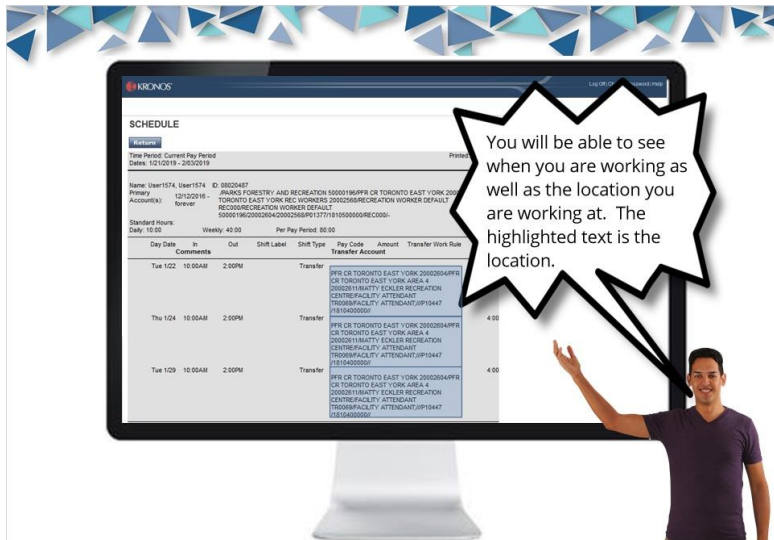 KRONOS
Log Off
Help
SCHEDULE
Return
Time Period: Current Pay Period
Dates: 1/21/2019 - 2/03/2019
Printed
Name: User1574, User1574 ID: 08020487
Primary Account(s): 12/12/2016 - forever
/PARKS FORESTRY AND RECREATION 50000196/PFR CR TORONTO EAST YORK
TORONTO EAST YORK REC WORKERS 20002568/RECREATION WORKER DEFAULT
REC000/RECREATION WORKER DEFAULT
50000196/20002604/20002568/P01377/1810500000/REC000/-
Standard Hours:
Daily: 10:00 Weekly: 40:00 Per Pay Period: 80:00
Day Date In Out Shift Label Shift Type Pay Code Amount Transfer Work Rule
Comments Transfer Account
Tue 1/22 10:00AM 2:00PM Transfer
PFR CR TORONTO EAST YORK 20002604/PFR
CR TORONTO EAST YORK AREA 4
20002611/MATTY ECKLER RECREATION
CENTRE/FACILITY ATTENDANT
TR0069/FACILITY ATTENDANT;///P10447
/1810400000//
Thu 1/24 10:00AM 2:00PM Transfer 4:00
PFR CR TORONTO EAST YORK 20002604/PFR
CR TORONTO EAST YORK AREA 4
20002611/MATTY ECKLER RECREATION
CENTRE/FACILITY ATTENDANT
TR0069/FACILITY ATTENDANT;///P10447
/1810400000//
Tue 1/29 10:00AM 2:00PM Transfer 4:00
PFR CR TORONTO EAST YORK 20002604/PFR
CR TORONTO EAST YORK AREA 4
20002611/MATTY ECKLER RECREATION
CENTRE/FACILITY ATTENDANT
TR0069/FACILITY ATTENDANT;///P10447
/1810400000//
You will be able to see
when you are working as
well as the location you
are working at. The
highlighted text is the
location.